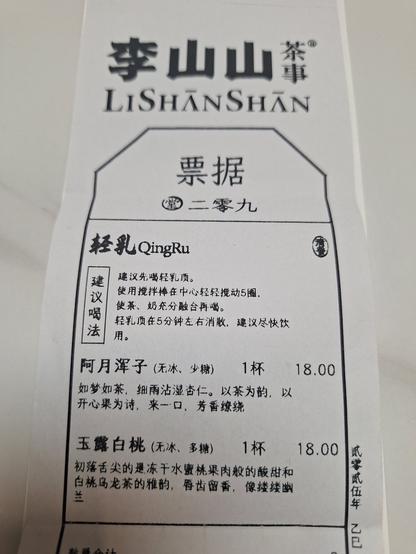 李山山茶事®
LISHĀNSHĀN
票据
堂 二零九
轻乳QingRu
建议喝法
建议先喝轻乳顶。
使用搅拌棒在中心轻轻搅动5圈,
使茶、奶充分融合再喝。
轻乳顶在5分钟左右消散,建议尽快饮
用。
阿月浑子 (无冰、少糖) 1杯 18.00
如梦如茶,细雨沾湿杏仁。以茶为韵,以
开心果为诗,来一口,芳香缭绕
玉露白桃 (无冰、多糖) 1杯 18.00
初落舌尖的是冻干水蜜桃果肉般的酸甜和
白桃乌龙茶的雅韵,唇齿留香,像缕缕幽
兰
贰零贰伍年 乙巳